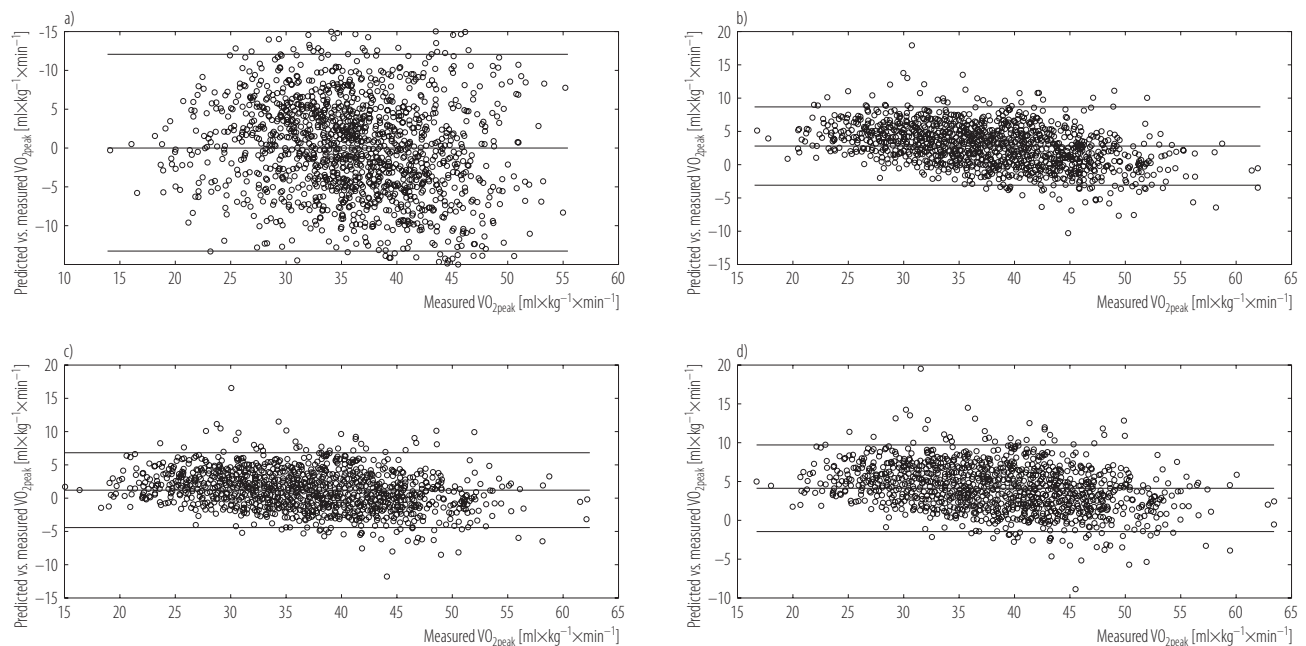 a)
Predicted vs. measured VO2peak [ml×kg−1×min−1]
-15
-10
5
0
−5
−10
10 15 20 25 30 35 40 45 50 55 60
Measured VO2peak [ml×kg−1×min−1]
b)
Predicted vs. measured VO2peak [ml×kg−1×min−1]
20
15
10
5
0
−5
−10
−15
15 20 25 30 35 40 45 50 55 60 65
Measured VO2peak [ml×kg−1×min−1]
c)
Predicted vs. measured VO2peak [ml×kg−1×min−1]
20
15
10
5
0
−5
−10
−15
15 20 25 30 35 40 45 50 55 60 65
Measured VO2peak [ml×kg−1×min−1]
d)
Predicted vs. measured VO2peak [ml×kg−1×min−1]
20
15
10
5
0
−5
−10
15 20 25 30 35 40 45 50 55 60 65
Measured VO2peak [ml×kg−1×min−1]